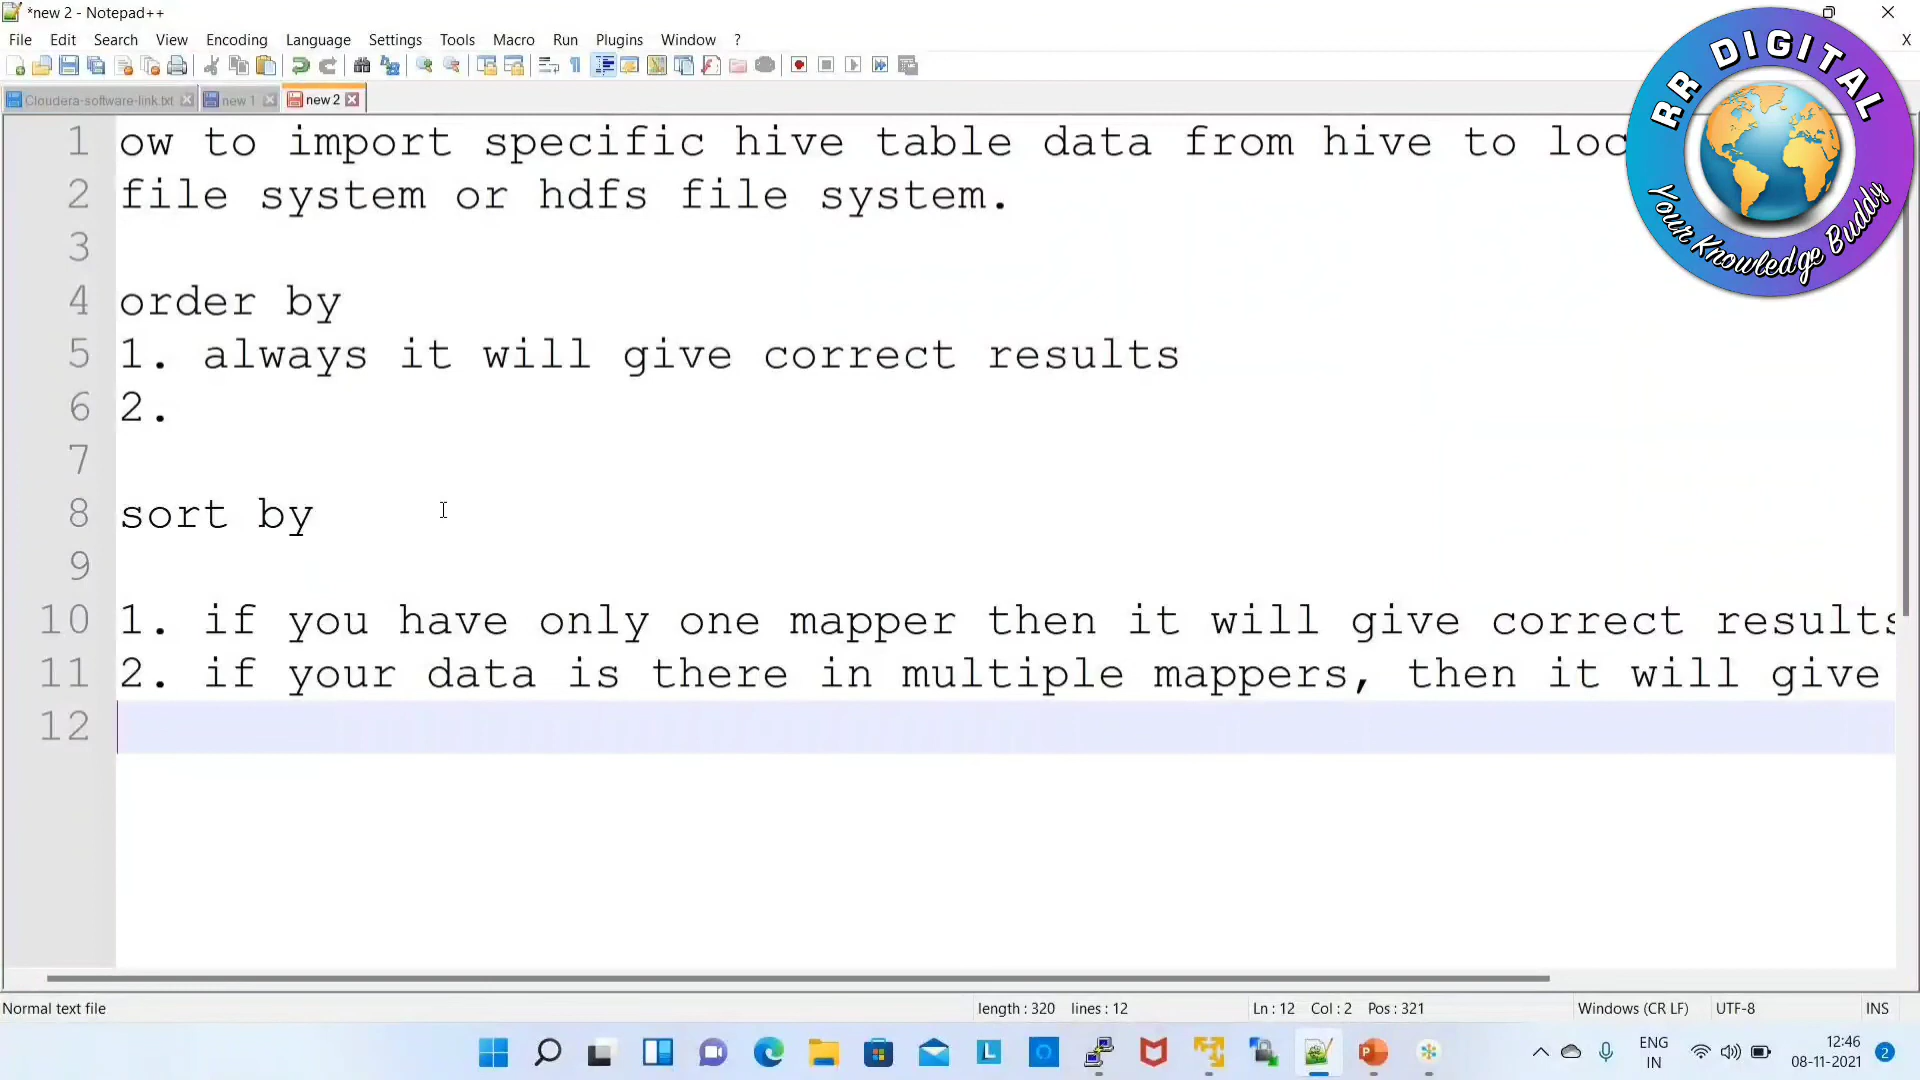 *new 2 - Notepad++
File Edit Search View Encoding Language Settings Tools Macro Run Plugins Window ?
X
Cloudera-software-link.txt new 1 new 2
1 ow to import specific hive table data from hive to loc
2 file system or hdfs file system.
3
4 order by
5 1. always it will give correct results
6 2.
7
8 sort by
9
10 1. if you have only one mapper then it will give correct results
11 2. if your data is there in multiple mappers, then it will give
12
RR DIGITAL
Your Knowledge Buddy
Normal text file length : 320 lines : 12 Ln : 12 Col : 2 Pos : 321 Windows (CR LF) UTF-8 INS
ENG
IN
12:46
08-11-2021
2